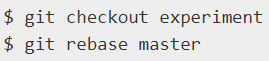 $ git checkout experiment
$ git rebase master